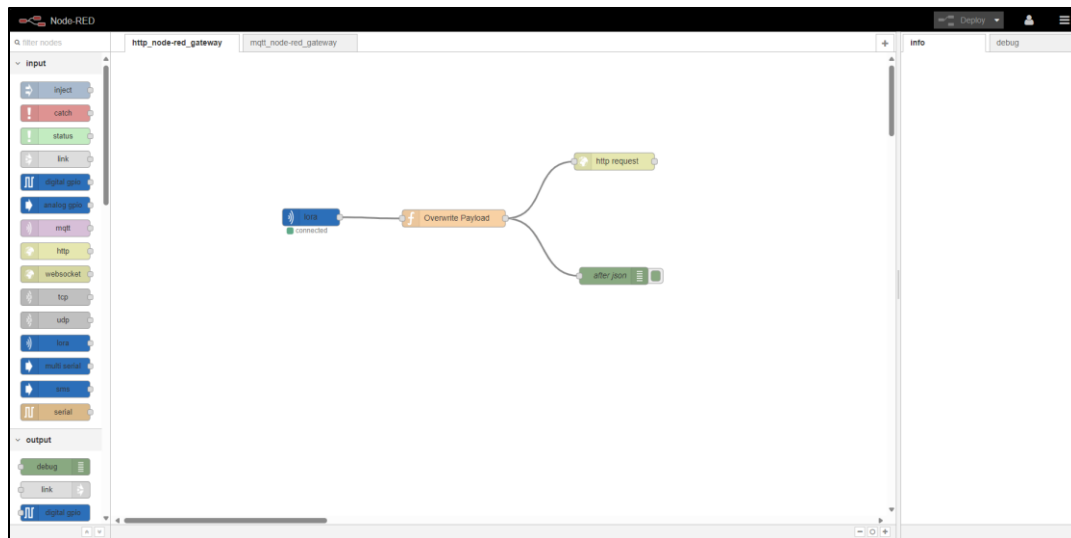 Node-RED
Deploy
filter nodes
http_node-red_gateway
mqtt_node-red_gateway
info
debug
input
inject
catch
status
link
digital gpio
analog gpio
mqtt
http
websocket
tcp
udp
lora
multi serial
serial
output
debug
link
digital gpio
http request
lora
connected
Overwrite Payload
f
after json